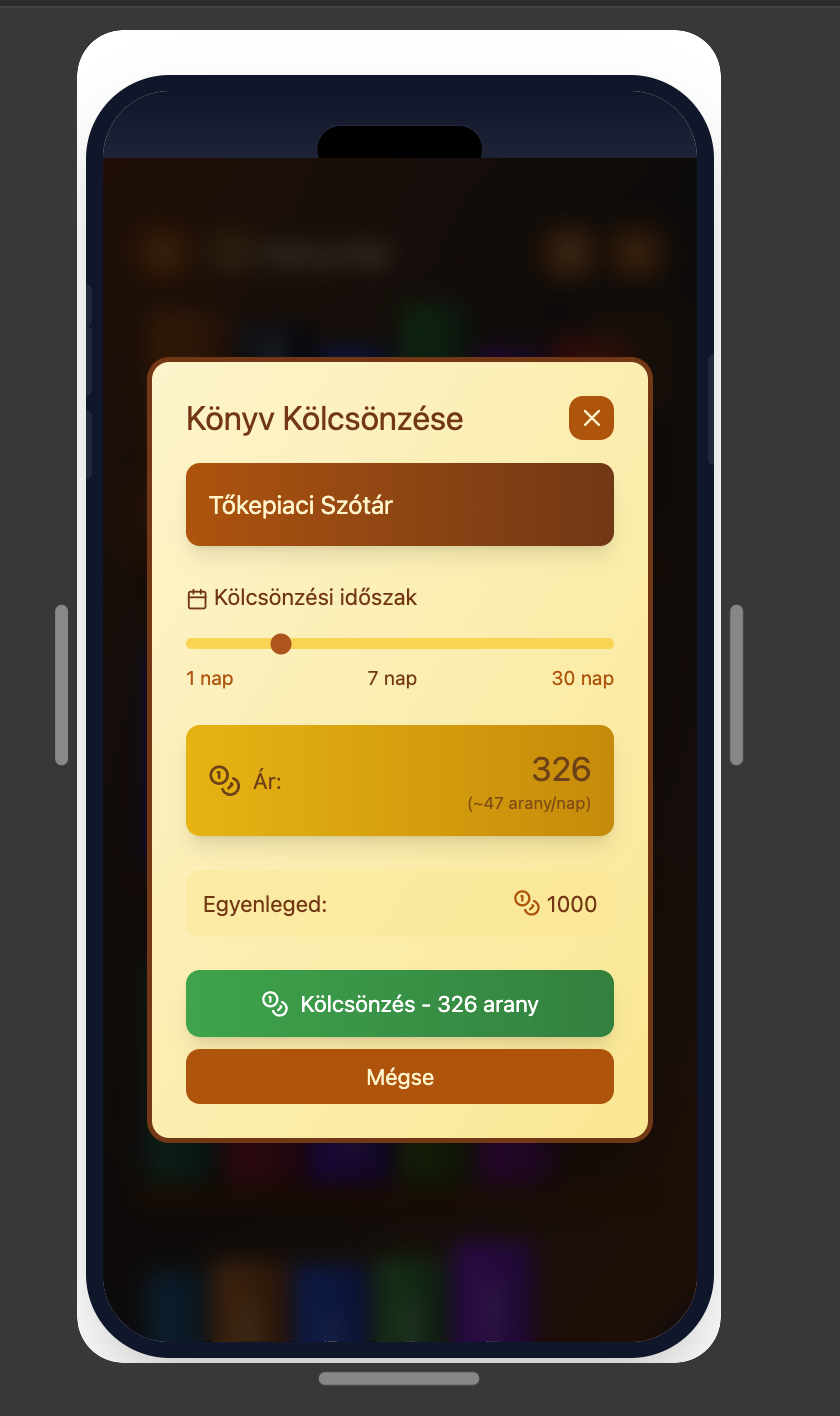 Könyv Kölcsönzése
Tőkepiaci Szótár
Kölcsönzési időszak
1 nap 7 nap 30 nap
Ár: 326
(~47 arany/nap)
Egyenleged: 1000
Kölcsönzés - 326 arany
Mégse